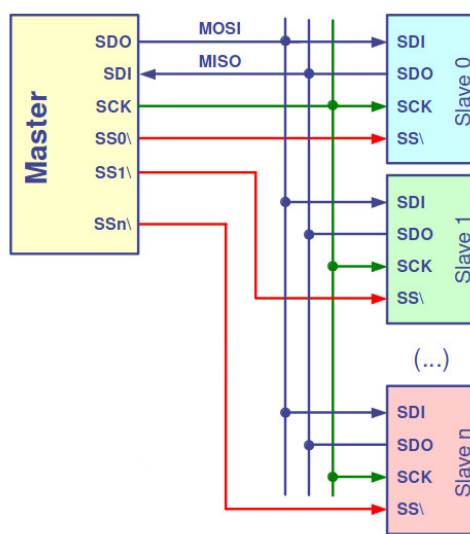 Master
SDO
SDI
SCK
SS0\
SS1\
SSn\
MOSI
MISO
SDI
SDO
SCK
SS\
Slave 0
SDI
SDO
SCK
SS\
Slave 1
(...)
SDI
SDO
SCK
SS\
Slave n